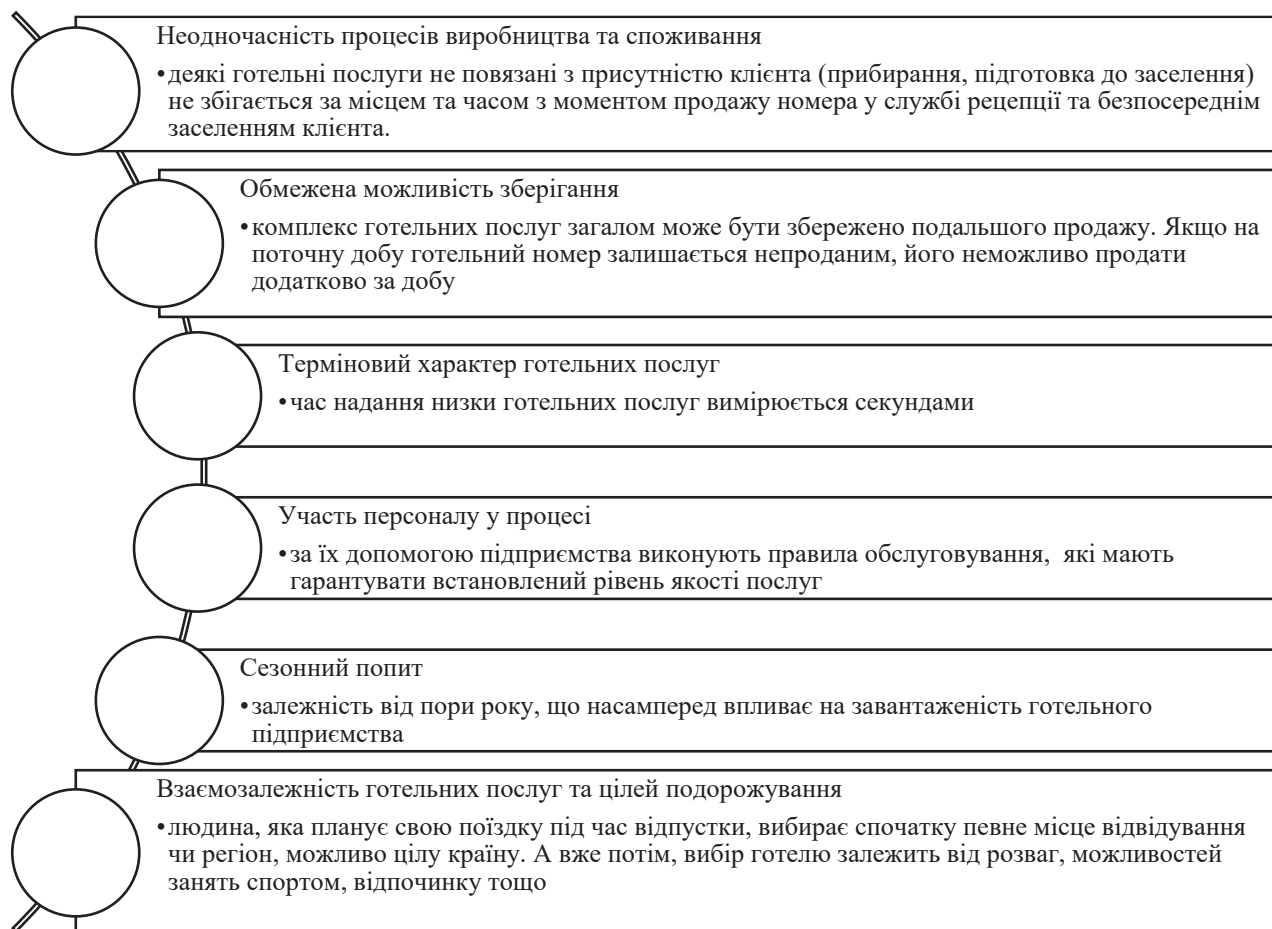 Неодночасність процесів виробництва та споживання
•деякі готельні послуги не повязані з присутністю клієнта (прибирання, підготовка до заселення)
не збігається за місцем та часом з моментом продажу номера у службі рецепції та безпосереднім
заселенням клієнта.
Обмежена можливість зберігання
•комплекс готельних послуг загалом може бути збережено подальшого продажу. Якщо на
поточну добу готельний номер залишається непроданим, його неможливо продати
додатково за добу
Терміновий характер готельних послуг
•час надання низки готельних послуг вимірюється секундами
Участь персоналу у процесі
•за їх допомогою підприємства виконують правила обслуговування, які мають
гарантувати встановлений рівень якості послуг
Сезонний попит
•залежність від пори року, що насамперед впливає на завантаженість готельного
підприємства
Взаємозалежність готельних послуг та цілей подорожування
•людина, яка планує свою поїздку під час відпустки, вибирає спочатку певне місце відвідування
чи регіон, можливо цілу країну. А вже потім, вибір готелю залежить від розваг, можливостей
занять спортом, відпочинку тощо